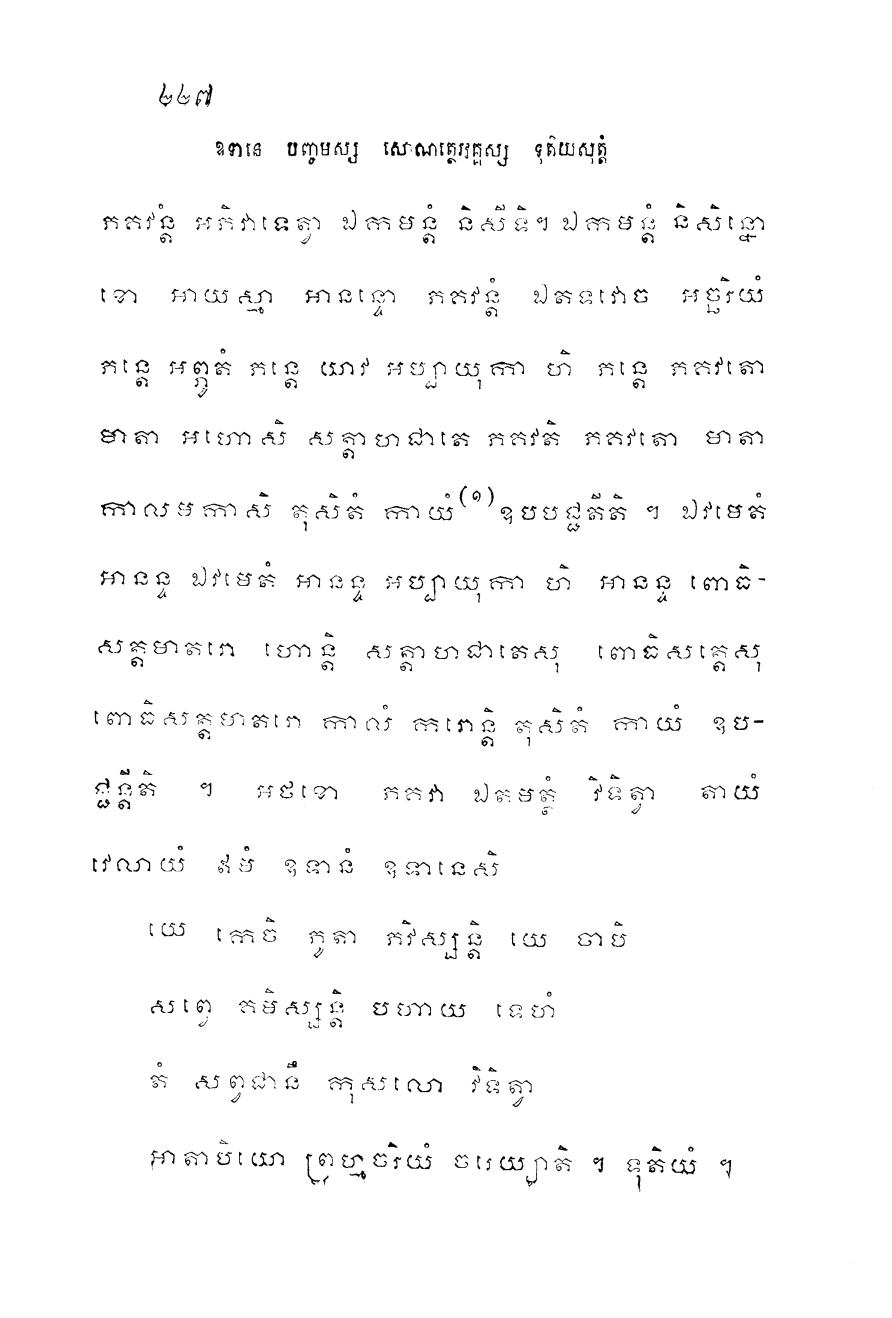 ២២៧
ឧទានេ បញ្ចមស្ស សោណត្ថេរវគ្គស្ស ទុតិយសុត្តំ
ភគវន្តំ អភិវាទេត្វា ឯកមន្តំ និសីទិ។ ឯកមន្តំ និសិន្នោ
ខោ អាយស្មា អានន្ទោ ភគវន្តំ ឯតទវោច អច្ឆរិយំ
ភន្តេ អព្ភូតំ ភន្តេ យាវ អប្បាយុកា ហិ ភន្តេ ភគវតោ
មាតា អហោសិ សត្តាហជាតេ ភគវតិ ភគវតោ មាតា
កាលមកាសិ តុសិតំ កាយំ(១)ឧបបជ្ជតីតិ ។ ឯវមេតំ
អានន្ទ ឯវមេតំ អានន្ទ អប្បាយុកា ហិ អានន្ទ ពោធិ-
សត្តមាតរោ ហោន្តិ សត្តាហជាតេសុ ពោធិសត្តេសុ
ពោធិសត្តមាតរោ កាលំ ករោន្តិ តុសិតំ កាយំ ឧប-
ជ្ជន្តីតិ ។ អថខោ ភគវា ឯតមត្ថំ វិទិត្វា តាយំ
វេលាយំ ឥមំ ឧទានំ ឧទានេសិ
យេ កេចិ ភូតា ភវិស្សន្តិ យេ ចាបិ
សព្វេ គមិស្សន្តិ បហាយ ទេហំ
តំ សព្វជានឹ កុសលោ វិទិត្វា
អាតាបិយោ ព្រហ្មចរិយំ ចរេយ្យាតិ ។ ទុតិយំ ។